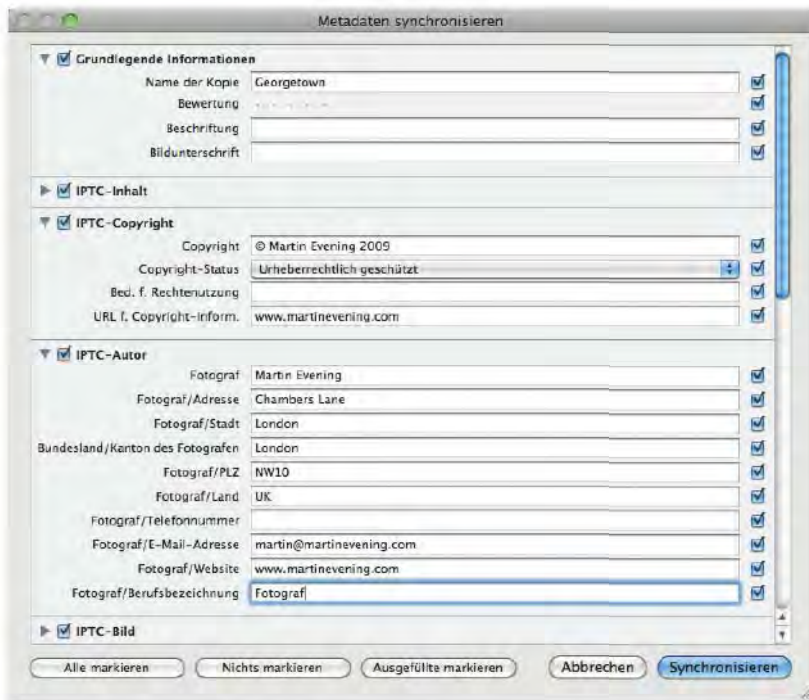 Metadaten synchronisieren
Grundlegende Informationen
Name der Kopie Georgetown
Bewertung
Beschriftung
Bildunterschrift
IPTC-Inhalt
IPTC-Copyright
Copyright © Martin Evening 2009
Copyright-Status Urheberrechtlich geschützt
Bed. f. Rechtenutzung
URL f. Copyright-Inform. www.martinevening.com
IPTC-Autor
Fotograf Martin Evening
Fotograf/Adresse Chambers Lane
Fotograf/Stadt London
Bundesland/Kanton des Fotografen London
Fotograf/PLZ NW10
Fotograf/Land UK
Fotograf/Telefonnummer
Fotograf/E-Mail-Adresse martin@martinevening.com
Fotograf/Website www.martinevening.com
Fotograf/Berufsbezeichnung Fotograf
IPTC-Bild
Alle markieren Nichts markieren Ausgefüllte markieren Abbrechen Synchronisieren